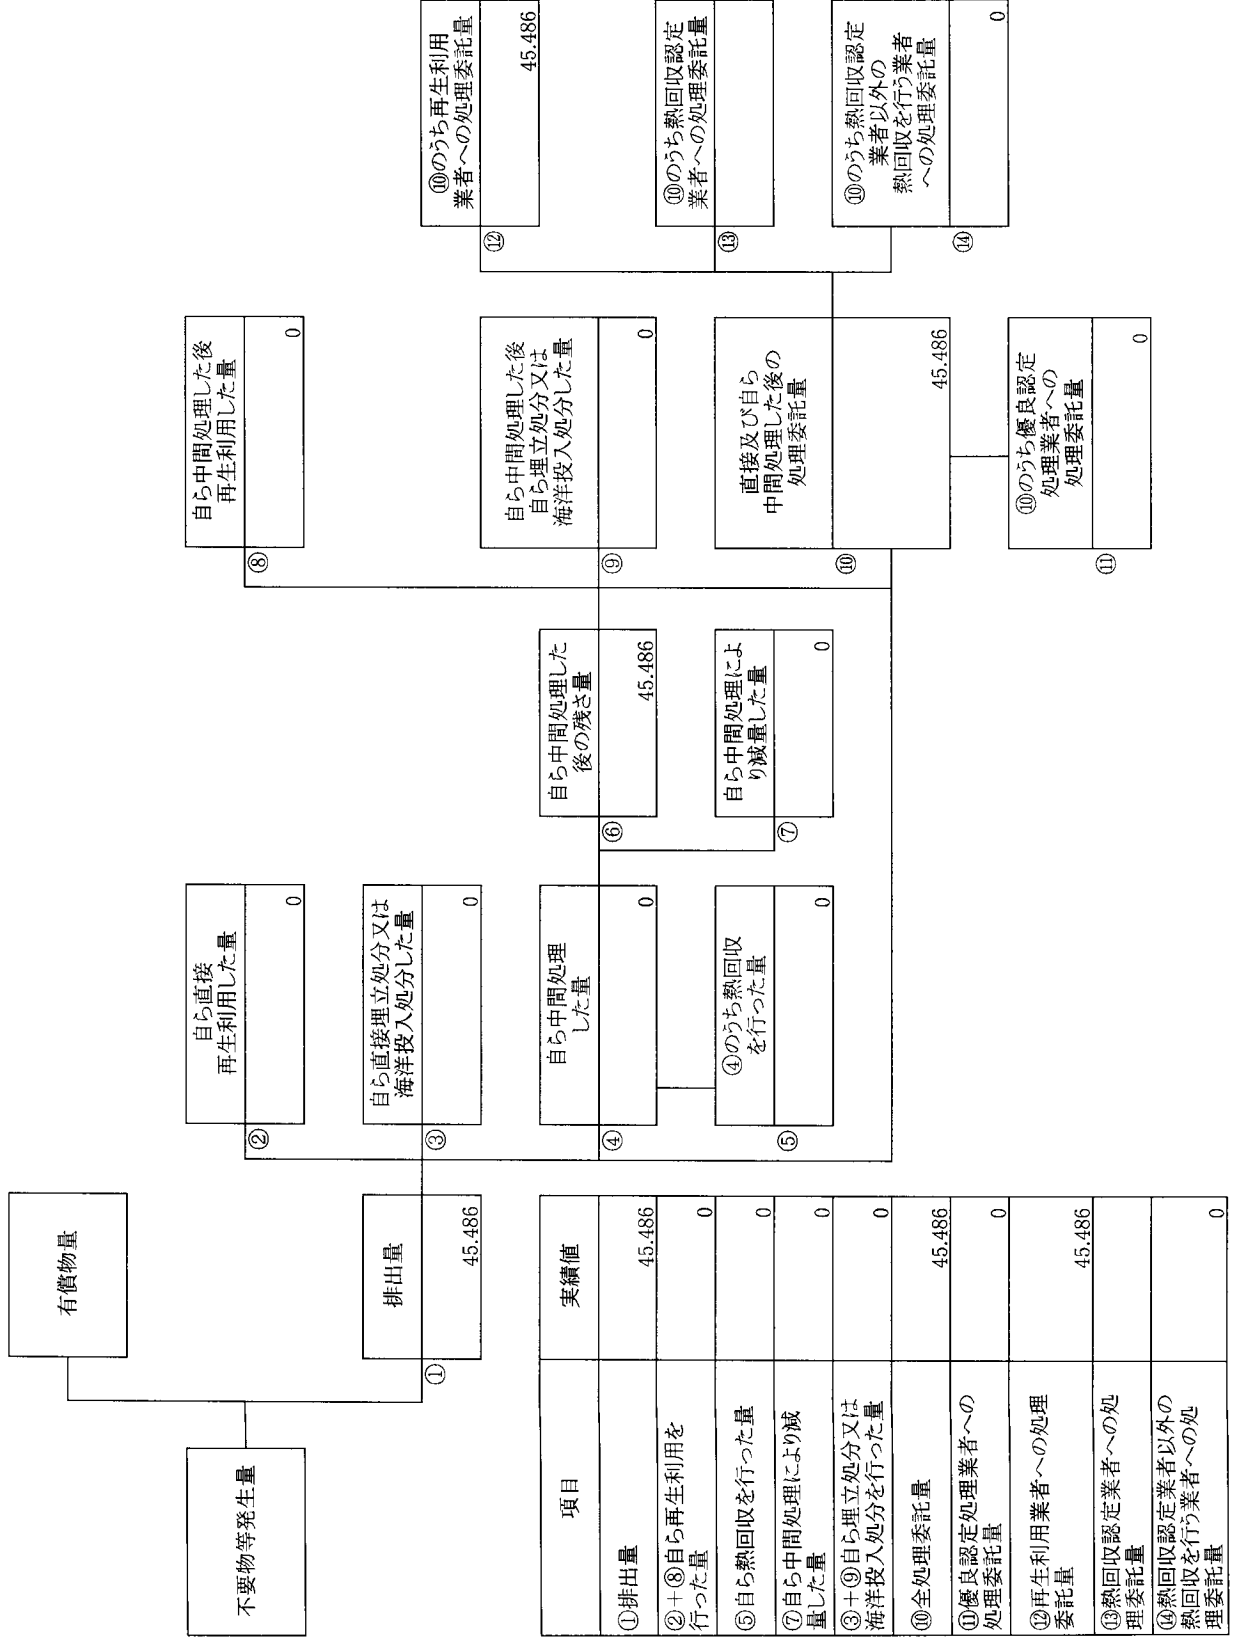 有償物量
不要物等発生量
排出量
①
45.486
自ら直接
再生利用した量
②
0
自ら直接埋立処分又は
海洋投入処分した量
③
0
自ら中間処理
した量
④
0
④のうち熱回収
を行った量
⑤
0
自ら中間処理した
後の残さ量
⑥
45.486
自ら中間処理によ
り減量した量
⑦
0
自ら中間処理した後
再生利用した量
⑧
0
自ら中間処理した後
自ら埋立処分又は
海洋投入処分した量
⑨
0
直接及び自ら
中間処理した後の
処理委託量
⑩
45.486
⑩のうち優良認定
処理業者への
処理委託量
⑪
0
⑩のうち再生利用
業者への処理委託量
⑫
45.486
⑩のうち熱回収認定
業者への処理委託量
⑬
⑩のうち熱回収認定
業者以外の
熱回収を行う業者
への処理委託量
⑭
0
項目 実績値
①排出量 45.486
②+⑧自ら再生利用を
行った量 0
⑤自ら熱回収を行った量 0
⑦自ら中間処理により減
量した量 0
③+⑨自ら埋立処分又は
海洋投入処分を行った量 0
⑩全処理委託量 45.486
⑪優良認定処理業者への
処理委託量 0
⑫再生利用業者への処理
委託量 45.486
⑬熱回収認定業者への処
理委託量
⑭熱回収認定業者以外の
熱回収を行う業者への処
理委託量 0